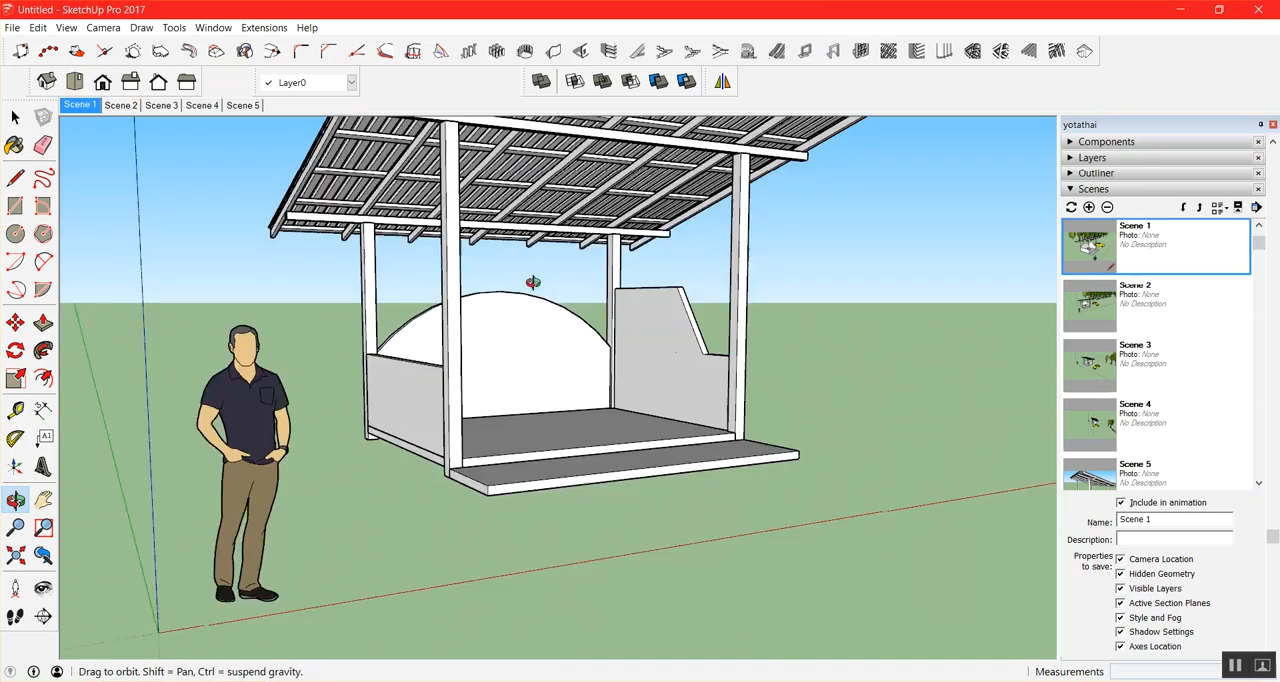 Untitled - SketchUp Pro 2017
File Edit View Camera Draw Tools Window Extensions Help
Layer0
Scene 1 Scene 2 Scene 3 Scene 4 Scene 5
yotathai
Components
Layers
Outliner
Scenes
Scene 1
Photo: None
No Description
Scene 2
Photo: None
No Description
Scene 3
Photo: None
No Description
Scene 4
Photo: None
No Description
Scene 5
Photo: None
No Description
Include in animation
Name: Scene 1
Description:
Properties to save:
Camera Location
Hidden Geometry
Visible Layers
Active Section Planes
Style and Fog
Shadow Settings
Axes Location
A1
Drag to orbit. Shift = Pan, Ctrl = suspend gravity.
Measurements